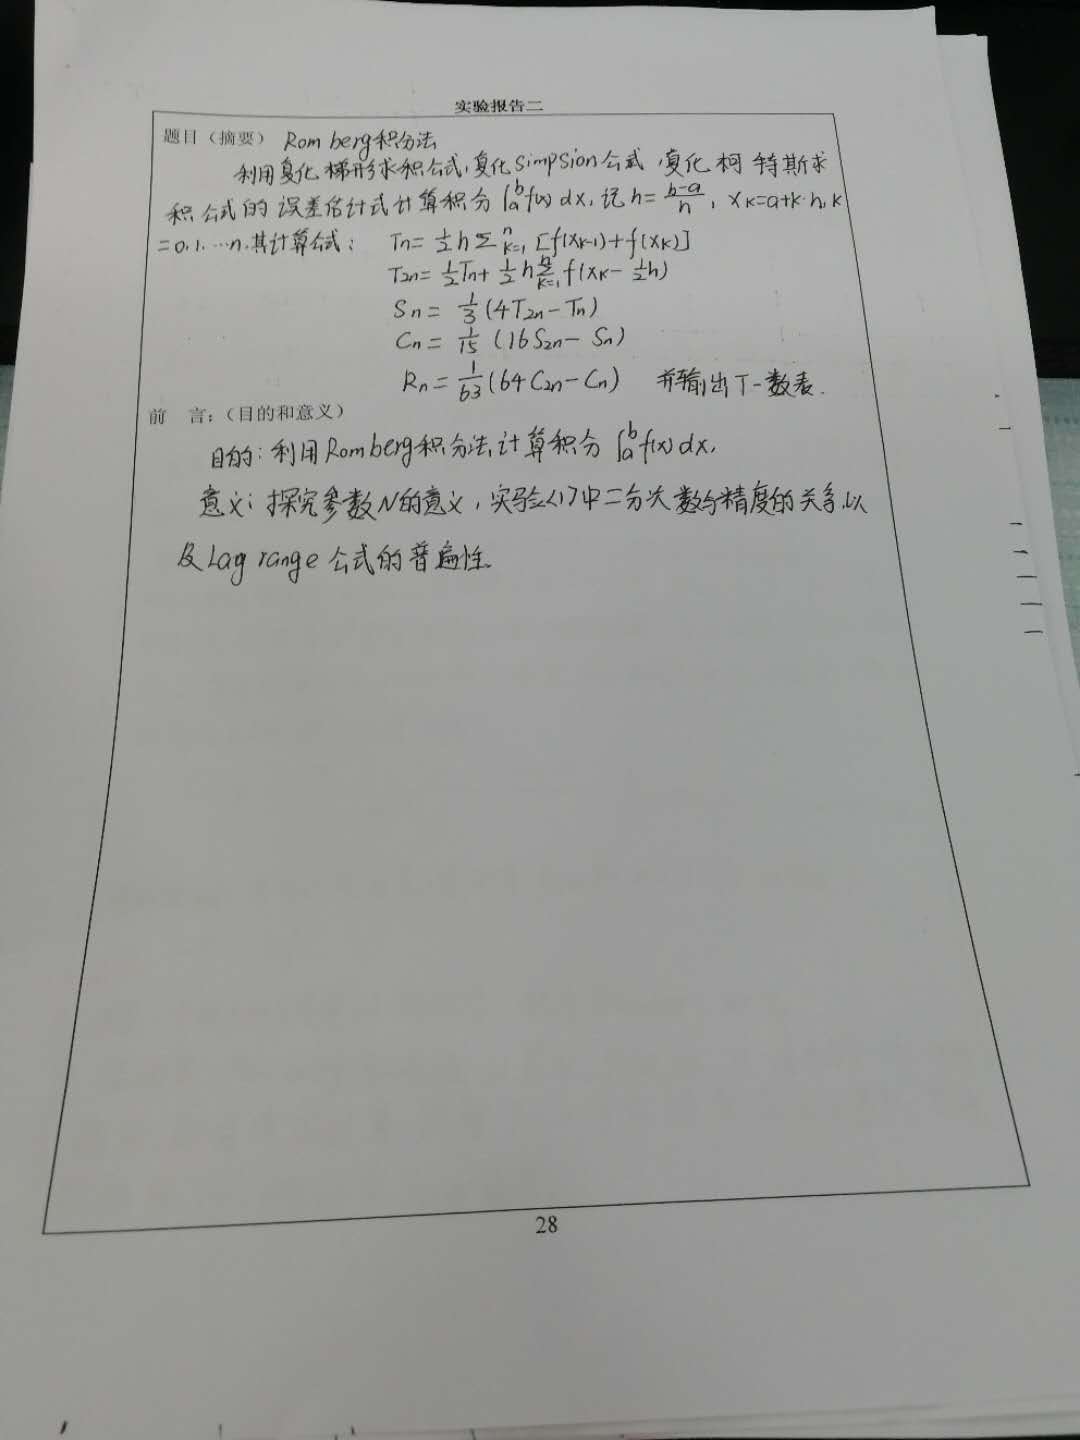 实验报告二
题目（摘要） Romberg积分法
利用复化梯形求积公式,复化Simpsion公式,复化柯特斯求
积公式的误差估计式计算积分∫_a^b f(x)dx,记h=\frac{b-a}{n}, x_k=a+k·h,k
=0.1.…n.其计算公式: T_n=\frac{1}{2}h∑_{k=1}^{n}[f(x_{k-1})+f(x_k)]
T_{2n}=\frac{1}{2}T_n+\frac{1}{2}h∑_{k=1}^{n}f(x_k-\frac{1}{2}h)
S_n=\frac{1}{3}(4T_{2n}-T_n)
C_n=\frac{1}{15}(16S_{2n}-S_n)
R_n=\frac{1}{63}(64C_{2n}-C_n) 并输出T-数表.
前 言:（目的和意义）
目的:利用Romberg积分法,计算积分∫_a^b f(x)dx,
意义:探究参数N的意义,实验<1>中二分次数与精度的关系,以
及Lagrange公式的普遍性.
28